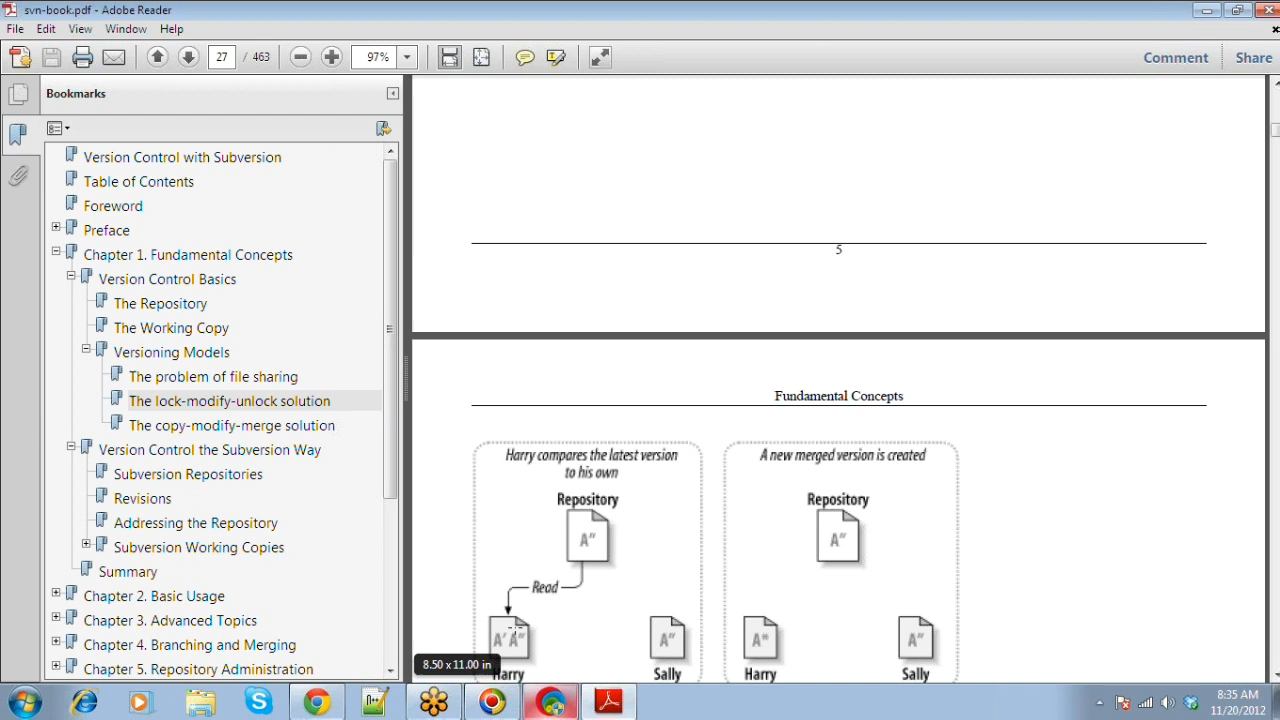 svn-book.pdf - Adobe Reader
File Edit View Window Help
27 / 463 97% Comment Share
Bookmarks
Version Control with Subversion
Table of Contents
Foreword
Preface
Chapter 1. Fundamental Concepts
Version Control Basics
The Repository
The Working Copy
Versioning Models
The problem of file sharing
The lock-modify-unlock solution
The copy-modify-merge solution
Version Control the Subversion Way
Subversion Repositories
Revisions
Addressing the Repository
Subversion Working Copies
Summary
Chapter 2. Basic Usage
Chapter 3. Advanced Topics
Chapter 4. Branching and Merging
Chapter 5. Repository Administration
5
Fundamental Concepts
Harry compares the latest version
to his own
Repository
A"
Read
A' A"
A"
Harry
Sally
A new merged version is created
Repository
A"
A*
A"
Harry
Sally
8.50 x 11.00 in
8:35 AM
11/20/2012